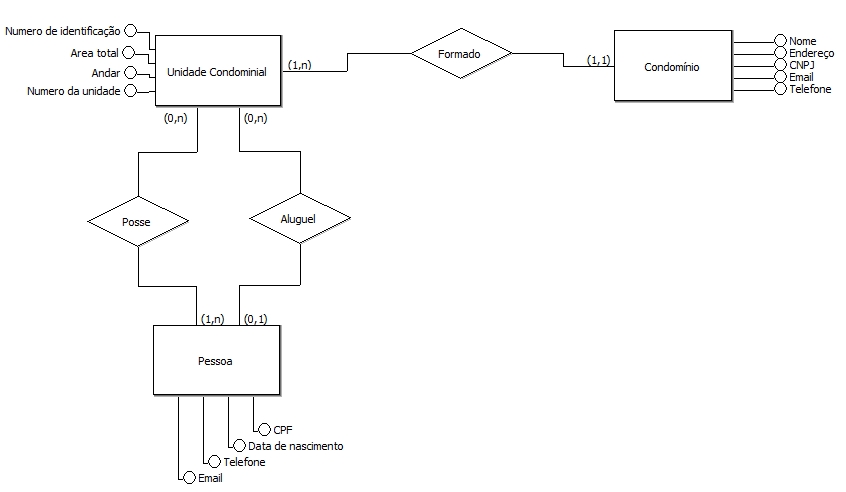 Numero de identificação
Area total
Andar
Numero da unidade
Unidade Condominial
(1,n)
Formado
(1,1)
Condomínio
Nome
Endereço
CNPJ
Email
Telefone
(0,n)
(0,n)
Posse
Aluguel
(1,n)
(0,1)
Pessoa
CPF
Data de nascimento
Telefone
Email